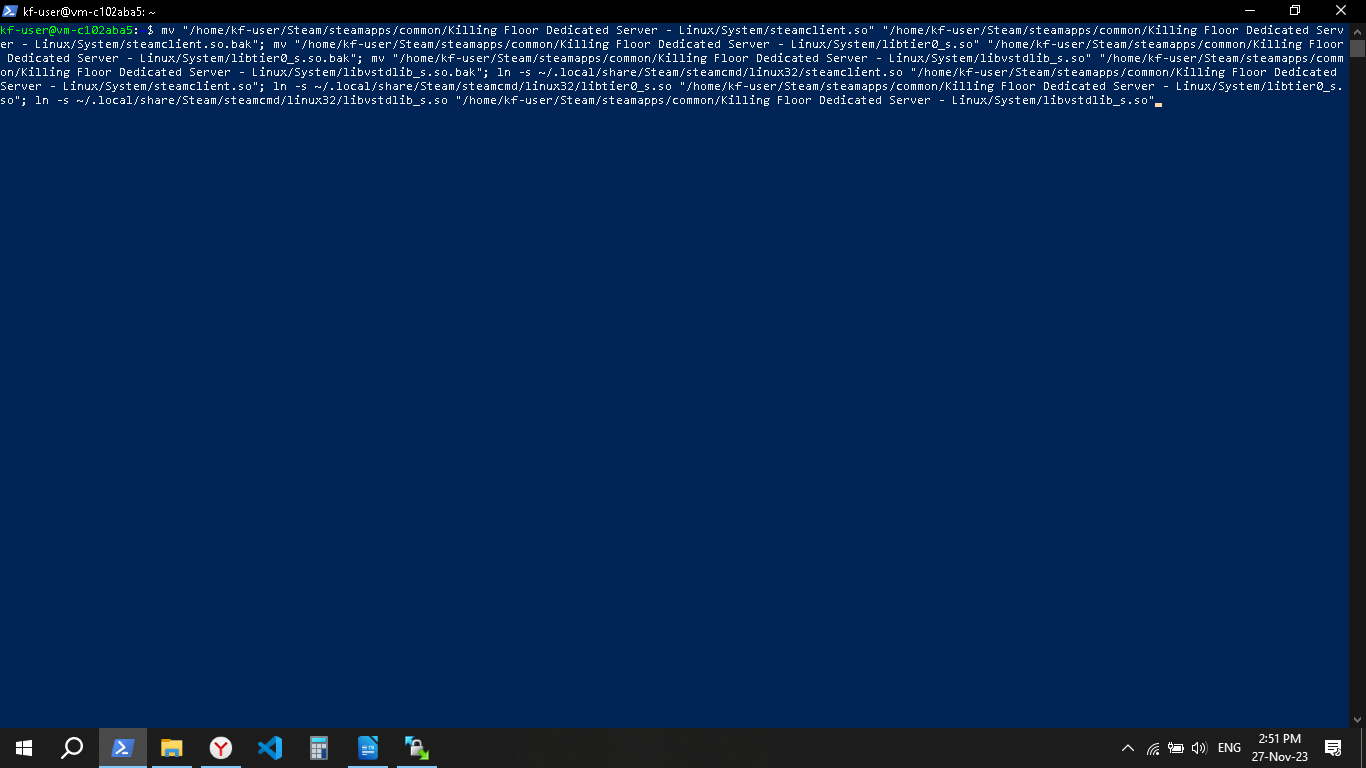 kf-user@vm-c102aba5: ~
kf-user@vm-c102aba5:~$ mv "/home/kf-user/Steam/steamapps/common/Killing Floor Dedicated Server - Linux/System/steamclient.so" "/home/kf-user/Steam/steamapps/common/Killing Floor Dedicated Serv
er - Linux/System/steamclient.so.bak"; mv "/home/kf-user/Steam/steamapps/common/Killing Floor Dedicated Server - Linux/System/libtier0_s.so" "/home/kf-user/Steam/steamapps/common/Killing Floor
 Dedicated Server - Linux/System/libtier0_s.so.bak"; mv "/home/kf-user/Steam/steamapps/common/Killing Floor Dedicated Server - Linux/System/libvstdlib_s.so" "/home/kf-user/Steam/steamapps/comm
on/Killing Floor Dedicated Server - Linux/System/libvstdlib_s.so.bak"; ln -s ~/.local/share/Steam/steamcmd/linux32/steamclient.so "/home/kf-user/Steam/steamapps/common/Killing Floor Dedicated
Server - Linux/System/steamclient.so"; ln -s ~/.local/share/Steam/steamcmd/linux32/libtier0_s.so "/home/kf-user/Steam/steamapps/common/Killing Floor Dedicated Server - Linux/System/libtier0_s.
so"; ln -s ~/.local/share/Steam/steamcmd/linux32/libvstdlib_s.so "/home/kf-user/Steam/steamapps/common/Killing Floor Dedicated Server - Linux/System/libvstdlib_s.so"
ENG
2:51 PM
27-Nov-23